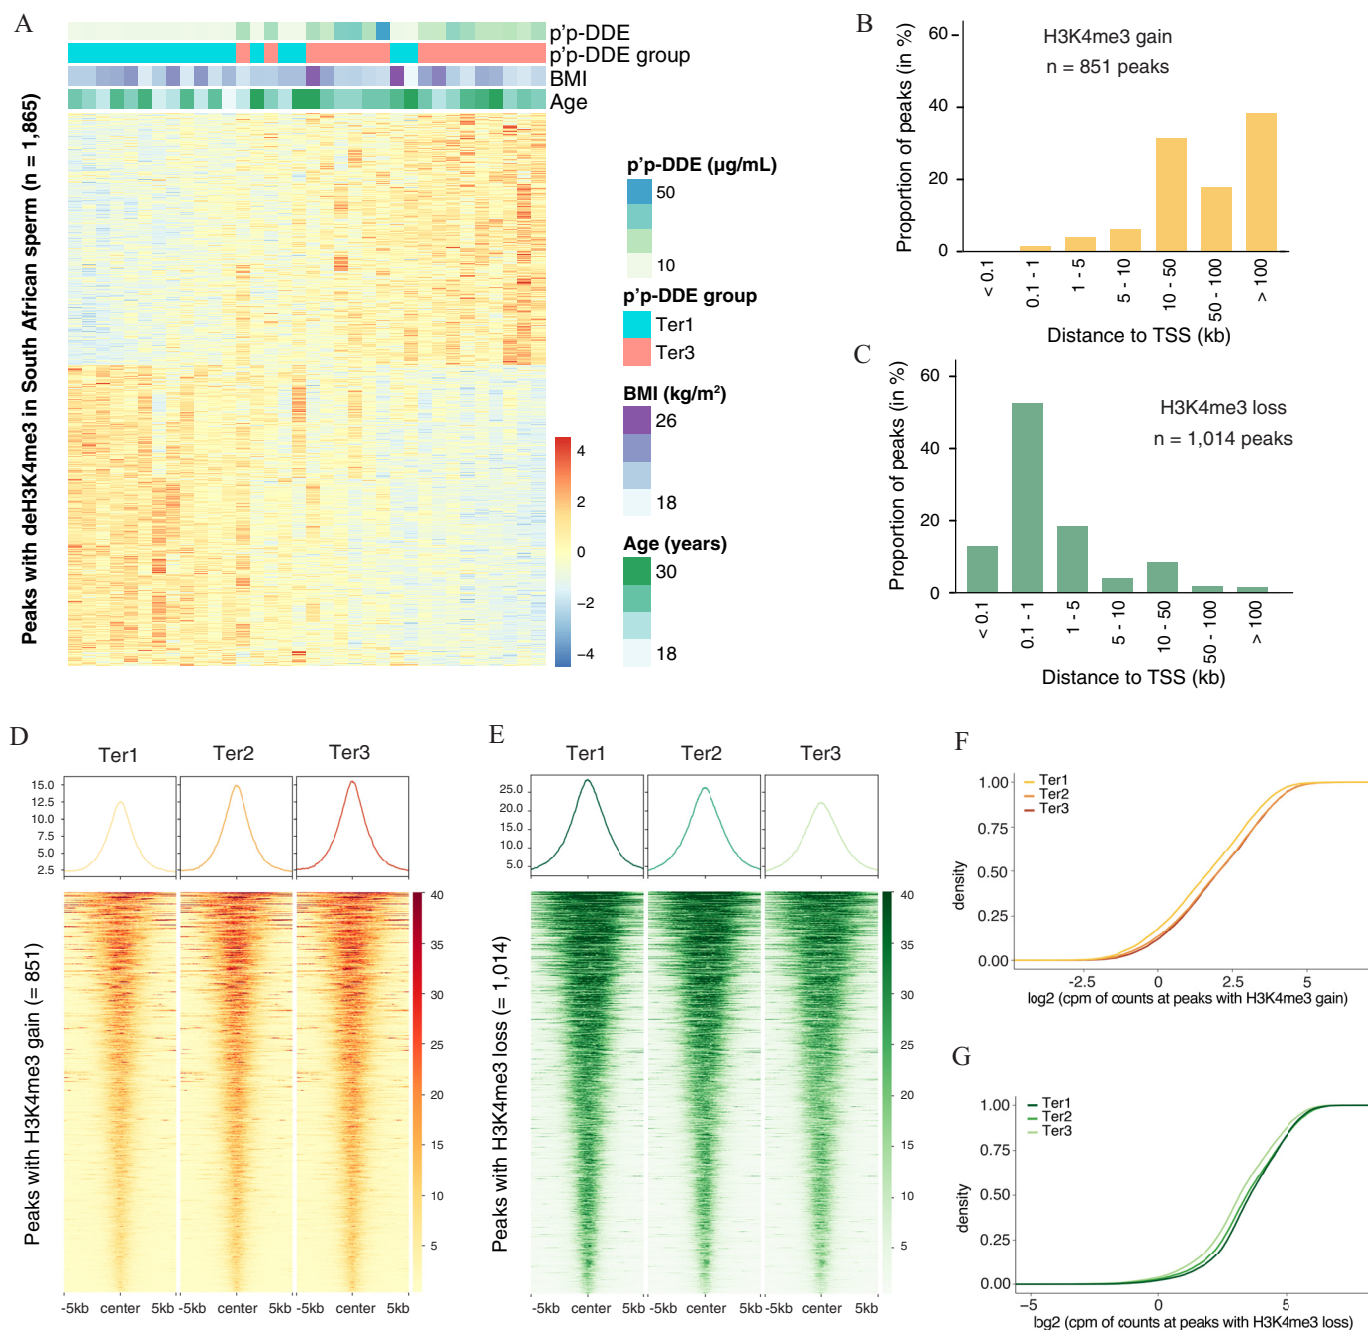 A
p'p-DDE
p'p-DDE group
BMI
Age
Peaks with deH3K4me3 in South African sperm (n = 1,865)
4
2
0
−2
−4
p'p-DDE (µg/mL)
50
10
p'p-DDE group
Ter1
Ter3
BMI (kg/m²)
26
18
Age (years)
30
18
B
H3K4me3 gain
n = 851 peaks
Proportion of peaks (in %)
60
40
20
0
< 0.1
0.1 - 1
1 - 5
5 - 10
10 - 50
50 - 100
> 100
Distance to TSS (kb)
C
H3K4me3 loss
n = 1,014 peaks
Proportion of peaks (in %)
60
40
20
0
< 0.1
0.1 - 1
1 - 5
5 - 10
10 - 50
50 - 100
> 100
Distance to TSS (kb)
D
Ter1 Ter2 Ter3
15.0
12.5
10.0
7.5
5.0
2.5
Peaks with H3K4me3 gain (= 851)
40
35
30
25
20
15
10
5
-5kb center 5kb -5kb center 5kb -5kb center 5kb
E
Ter1 Ter2 Ter3
25.0
20.0
15.0
10.0
5.0
Peaks with H3K4me3 loss (= 1,014)
40
35
30
25
20
15
10
5
-5kb center 5kb -5kb center 5kb -5kb center 5kb
F
Ter1
Ter2
Ter3
density
1.00
0.75
0.50
0.25
0.00
-2.5 0 2.5 5
log2 (cpm of counts at peaks with H3K4me3 gain)
G
Ter1
Ter2
Ter3
density
1.00
0.75
0.50
0.25
0.00
−5 0 5
log2 (cpm of counts at peaks with H3K4me3 loss)